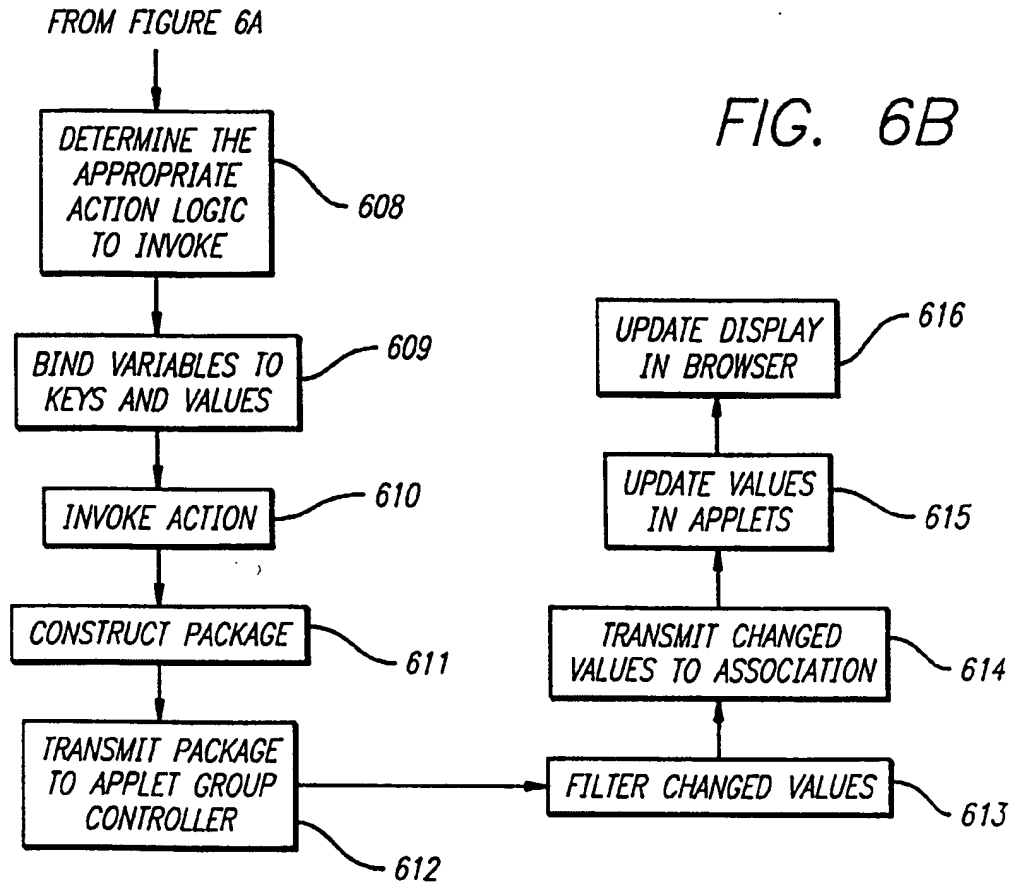 FROM FIGURE 6A
FIG. 6B
DETERMINE THE
APPROPRIATE
ACTION LOGIC
TO INVOKE
608
BIND VARIABLES TO
KEYS AND VALUES
609
INVOKE ACTION
610
CONSTRUCT PACKAGE
611
TRANSMIT PACKAGE
TO APPLET GROUP
CONTROLLER
612
FILTER CHANGED VALUES
613
TRANSMIT CHANGED
VALUES TO ASSOCIATION
614
UPDATE VALUES
IN APPLETS
615
UPDATE DISPLAY
IN BROWSER
616